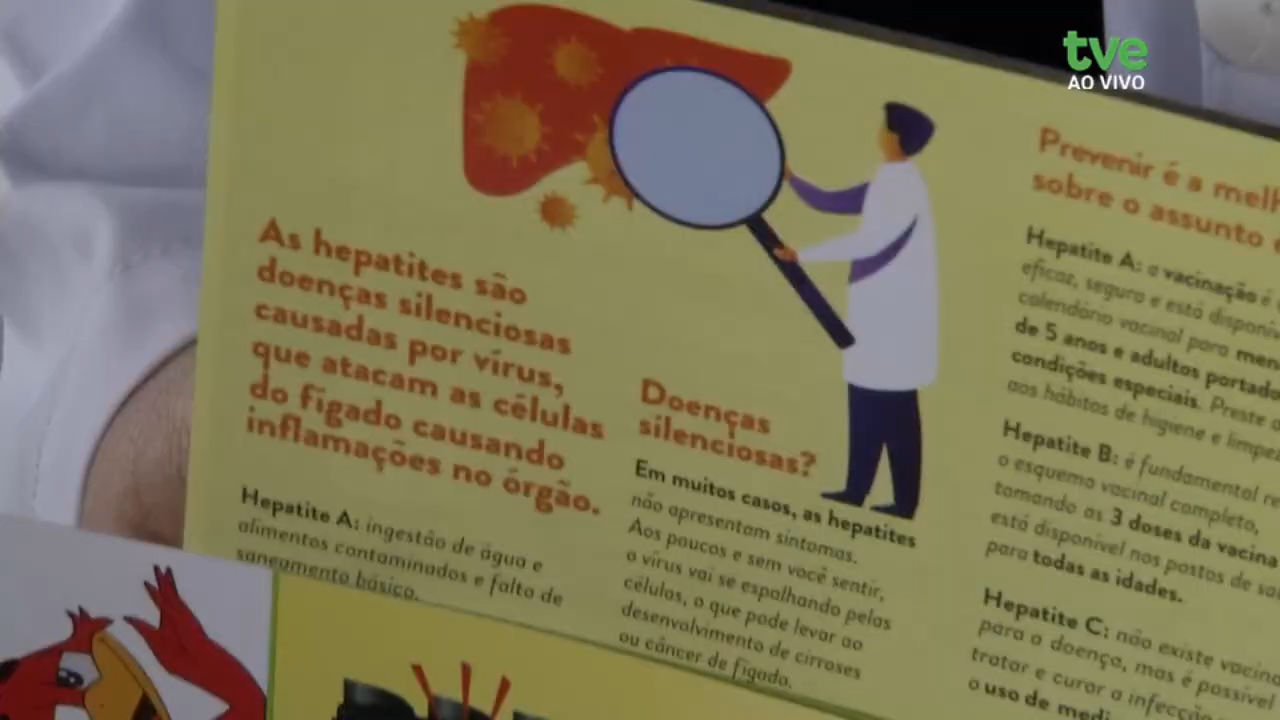 tve
AO VIVO
As hepatites são
doenças silenciosas
causadas por vírus,
que atacam as células
do fígado causando
inflamações no órgão.
Hepatite A: ingestão de água e
alimentos contaminados e falta de
saneamento básico.
Doenças
silenciosas?
Em muitos casos, as hepatites
não apresentam sintomas.
Aos poucos e sem você sentir,
o vírus vai se espalhando pelas
células, o que pode levar ao
desenvolvimento de cirroses
ou câncer de fígado.
Prevenir é a
sobre o assunto
Hepatite A: a vacinação é
eficaz, segura e está
calendário vacinal para
de 5 anos e adultos
condições especiais. Preste
aos hábitos de higiene e
Hepatite B: é fundamental
o esquema vacinal completo,
tomando as 3 doses da vacina
está disponível nos postos de
para todas as idades.
Hepatite C: não existe
para a doença, mas é possível
tratar e curar a
o uso de